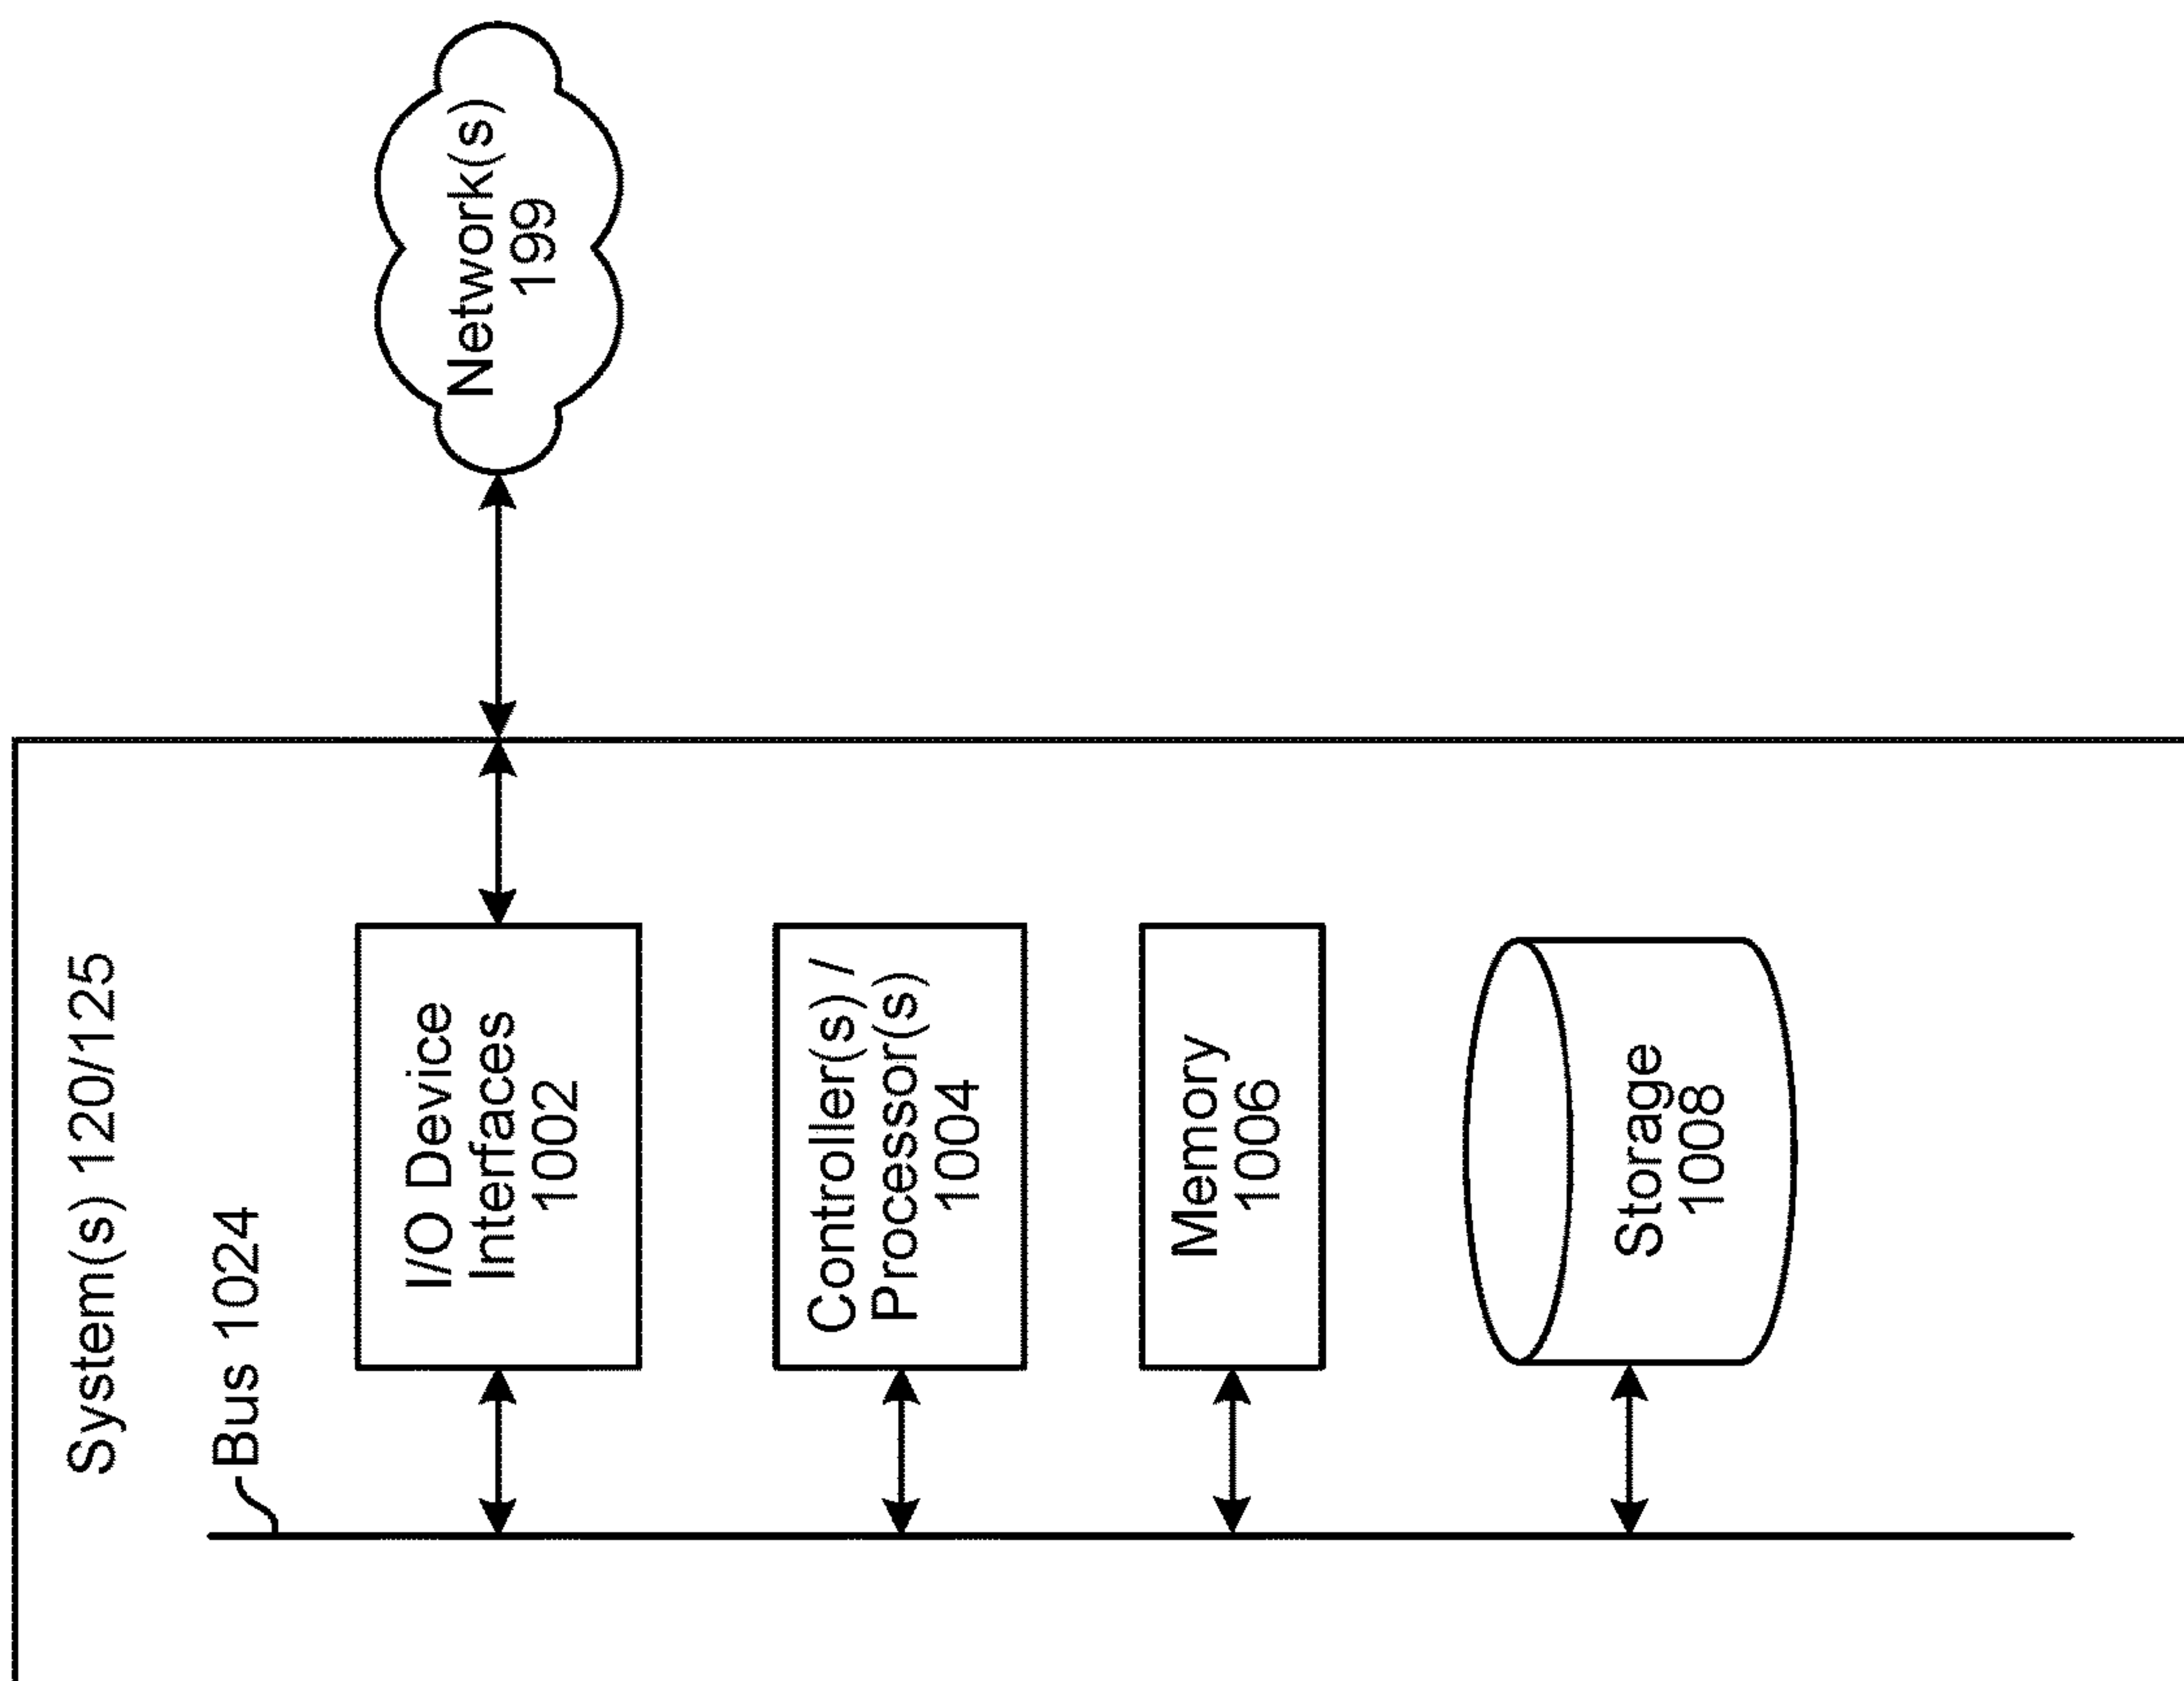 System(s) 120/125
Bus 1024
I/O Device
Interfaces
1002
Controller(s) /
Processor(s)
1004
Memory
1006
Storage
1008
Network(s)
199